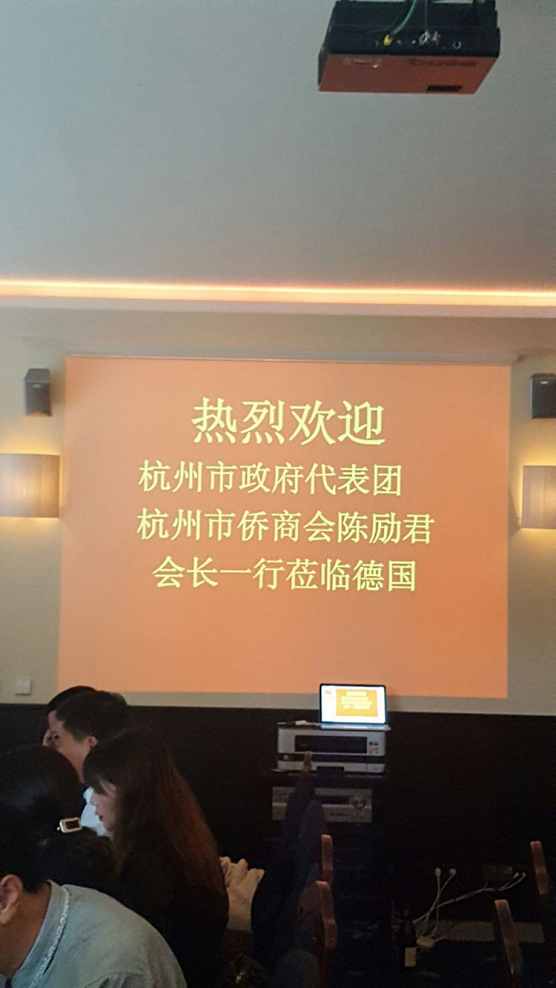 热烈欢迎
杭州市政府代表团
杭州市侨商会陈励君
会长一行莅临德国